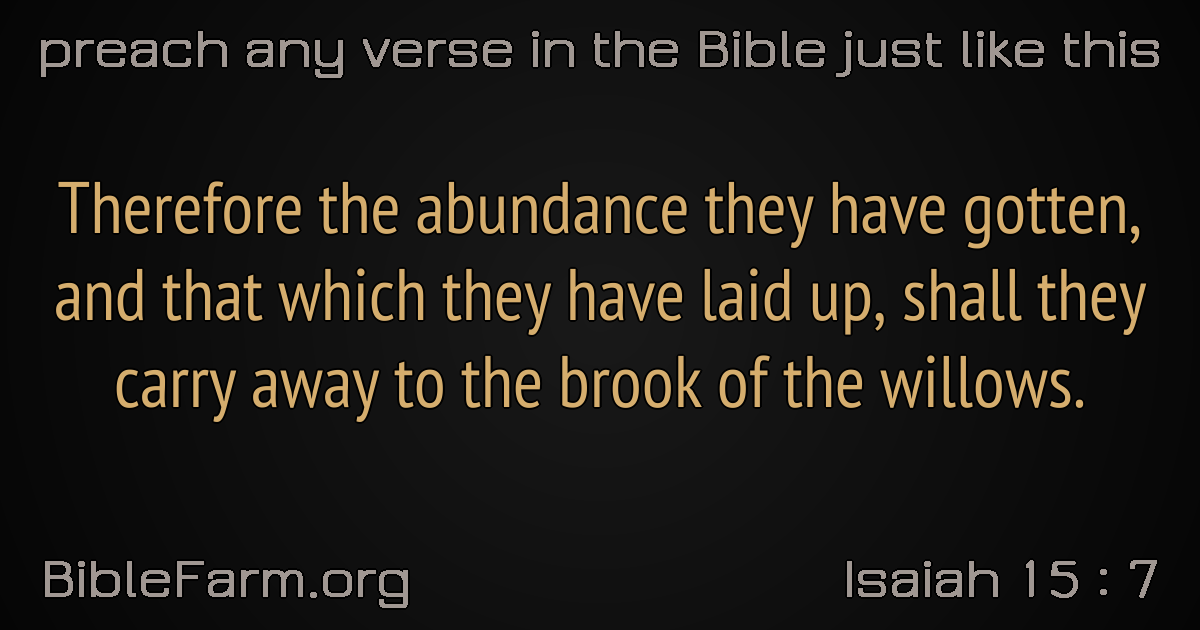 preach any verse in the Bible just like this
Therefore the abundance they have gotten,
and that which they have laid up, shall they
carry away to the brook of the willows.
BibleFarm.org
Isaiah 15 : 7